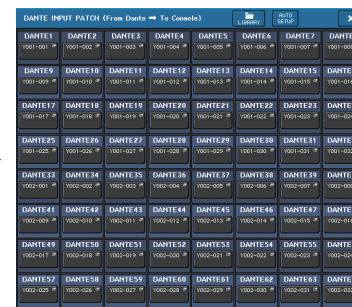 DANTE INPUT PATCH (From Dante ➡ To Console) LIBRARY AUTO SETUP
DANTE1 DANTE2 DANTE3 DANTE4 DANTE5 DANTE6 DANTE7
Y001-001 Y001-002 Y001-003 Y001-004 Y001-005 Y001-006 Y001-007
DANTE9 DANTE10 DANTE11 DANTE12 DANTE13 DANTE14 DANTE15
Y001-009 Y001-010 Y001-011 Y001-012 Y001-013 Y001-014 Y001-015
DANTE17 DANTE18 DANTE19 DANTE20 DANTE21 DANTE22 DANTE23
Y001-017 Y001-018 Y001-019 Y001-020 Y001-021 Y001-022 Y001-023
DANTE25 DANTE26 DANTE27 DANTE28 DANTE29 DANTE30 DANTE31
Y001-025 Y001-026 Y001-027 Y001-028 Y001-029 Y001-030 Y001-031
DANTE33 DANTE34 DANTE35 DANTE36 DANTE37 DANTE38 DANTE39
Y002-001 Y002-002 Y002-003 Y002-004 Y002-005 Y002-006 Y002-007
DANTE41 DANTE42 DANTE43 DANTE44 DANTE45 DANTE46 DANTE47
Y002-009 Y002-010 Y002-011 Y002-012 Y002-013 Y002-014 Y002-015
DANTE49 DANTE50 DANTE51 DANTE52 DANTE53 DANTE54 DANTE55
Y002-017 Y002-018 Y002-019 Y002-020 Y002-021 Y002-022 Y002-023
DANTE57 DANTE58 DANTE59 DANTE60 DANTE61 DANTE62 DANTE63
Y002-025 Y002-026 Y002-027 Y002-028 Y002-029 Y002-030 Y002-031